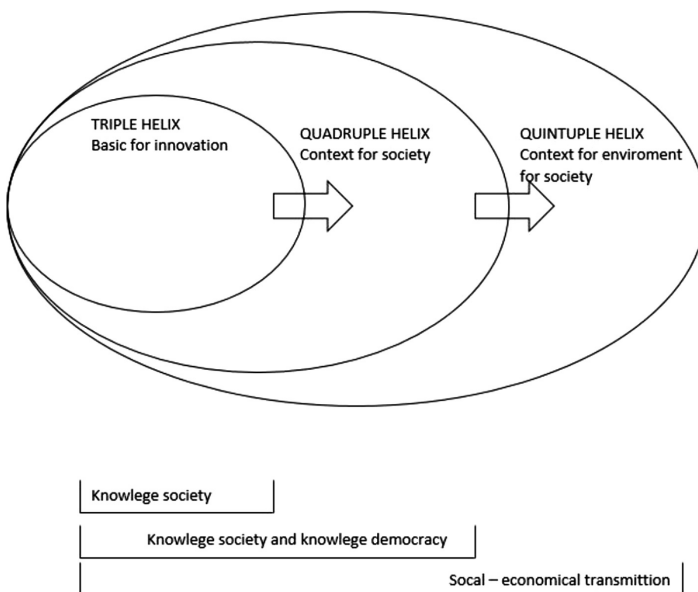 TRIPLE HELIX
Basic for innovation
QUADRUPLE HELIX
Context for society
QUINTUPLE HELIX
Context for enviroment
for society
Knowlege society
Knowlege society and knowlege democracy
Socal – economical transmittion